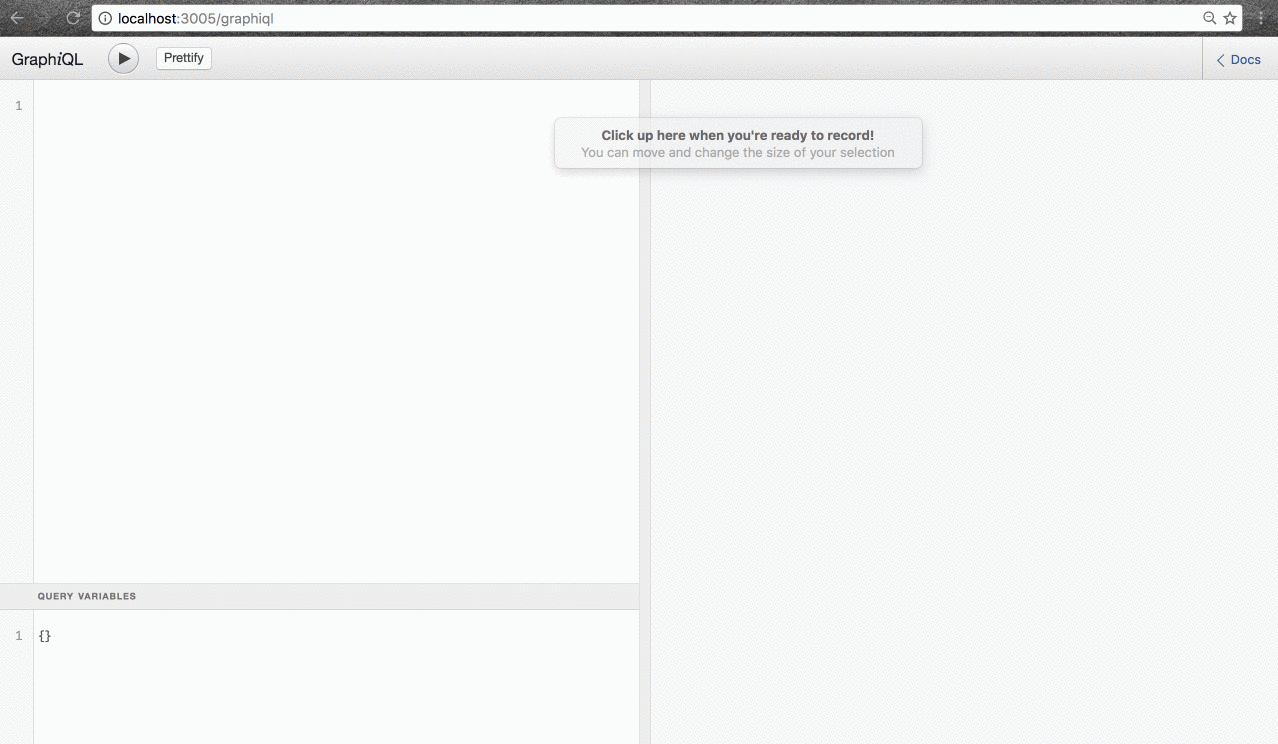 localhost:3005/graphiql
GraphiQL
Prettify
Docs
1
Click up here when you're ready to record!
You can move and change the size of your selection
QUERY VARIABLES
1 {}